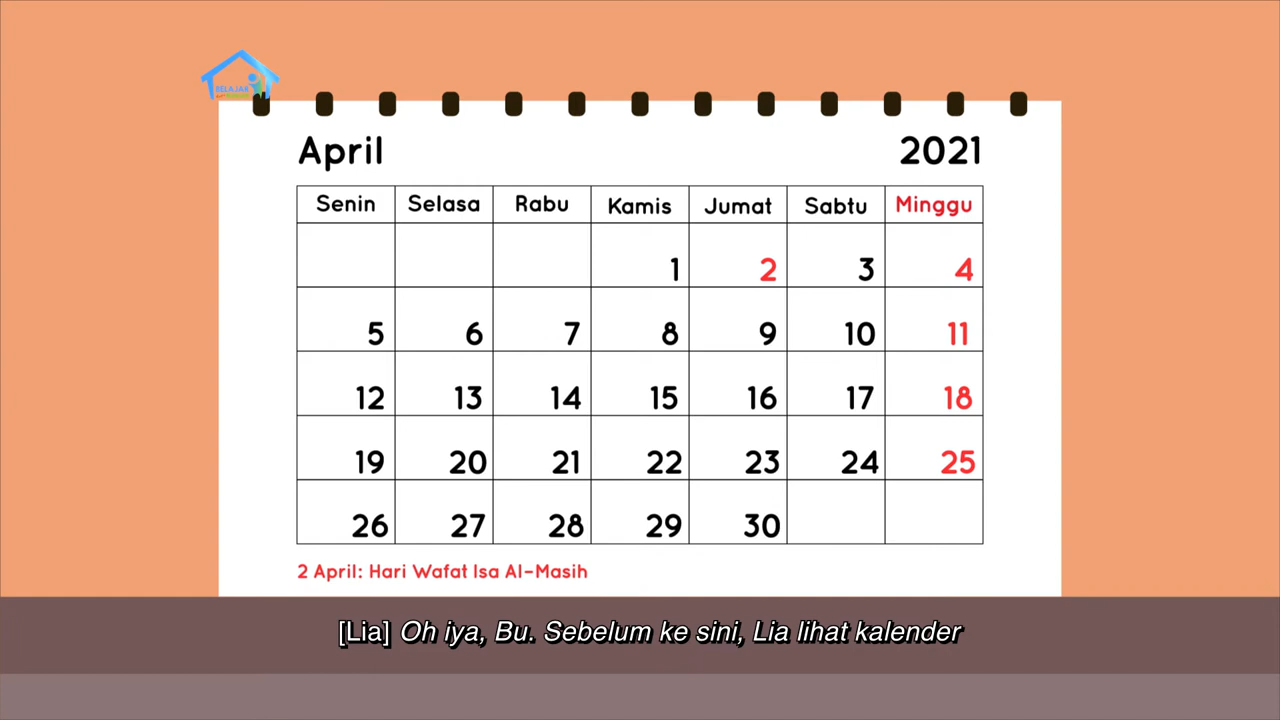 BELAJAR
April 2021
Senin Selasa Rabu Kamis Jumat Sabtu Minggu
1 2 3 4
5 6 7 8 9 10 11
12 13 14 15 16 17 18
19 20 21 22 23 24 25
26 27 28 29 30
2 April: Hari Wafat Isa Al-Masih
[Lia] Oh iya, Bu. Sebelum ke sini, Lia lihat kalender